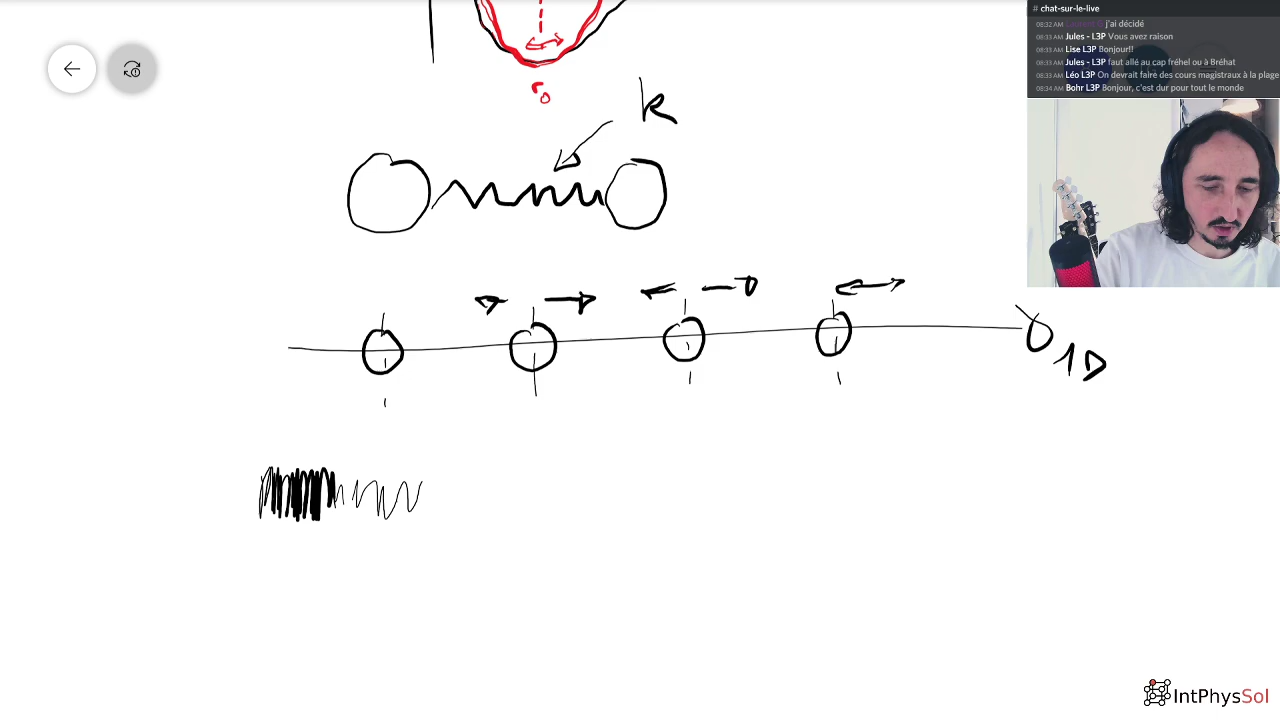 # chat-sur-le-live
08:32 AM Laurent G j'ai décidé
08:33 AM Jules - L3P Vous avez raison
08:33 AM Lise L3P Bonjour!!
08:33 AM Jules - L3P faut allé au cap fréhel ou à Bréhat
08:33 AM Léo L3P On devrait faire des cours magistraux à la plage
08:34 AM Bohr L3P Bonjour, c'est dur pour tout le monde
r₀
k
1D
IntPhysSol